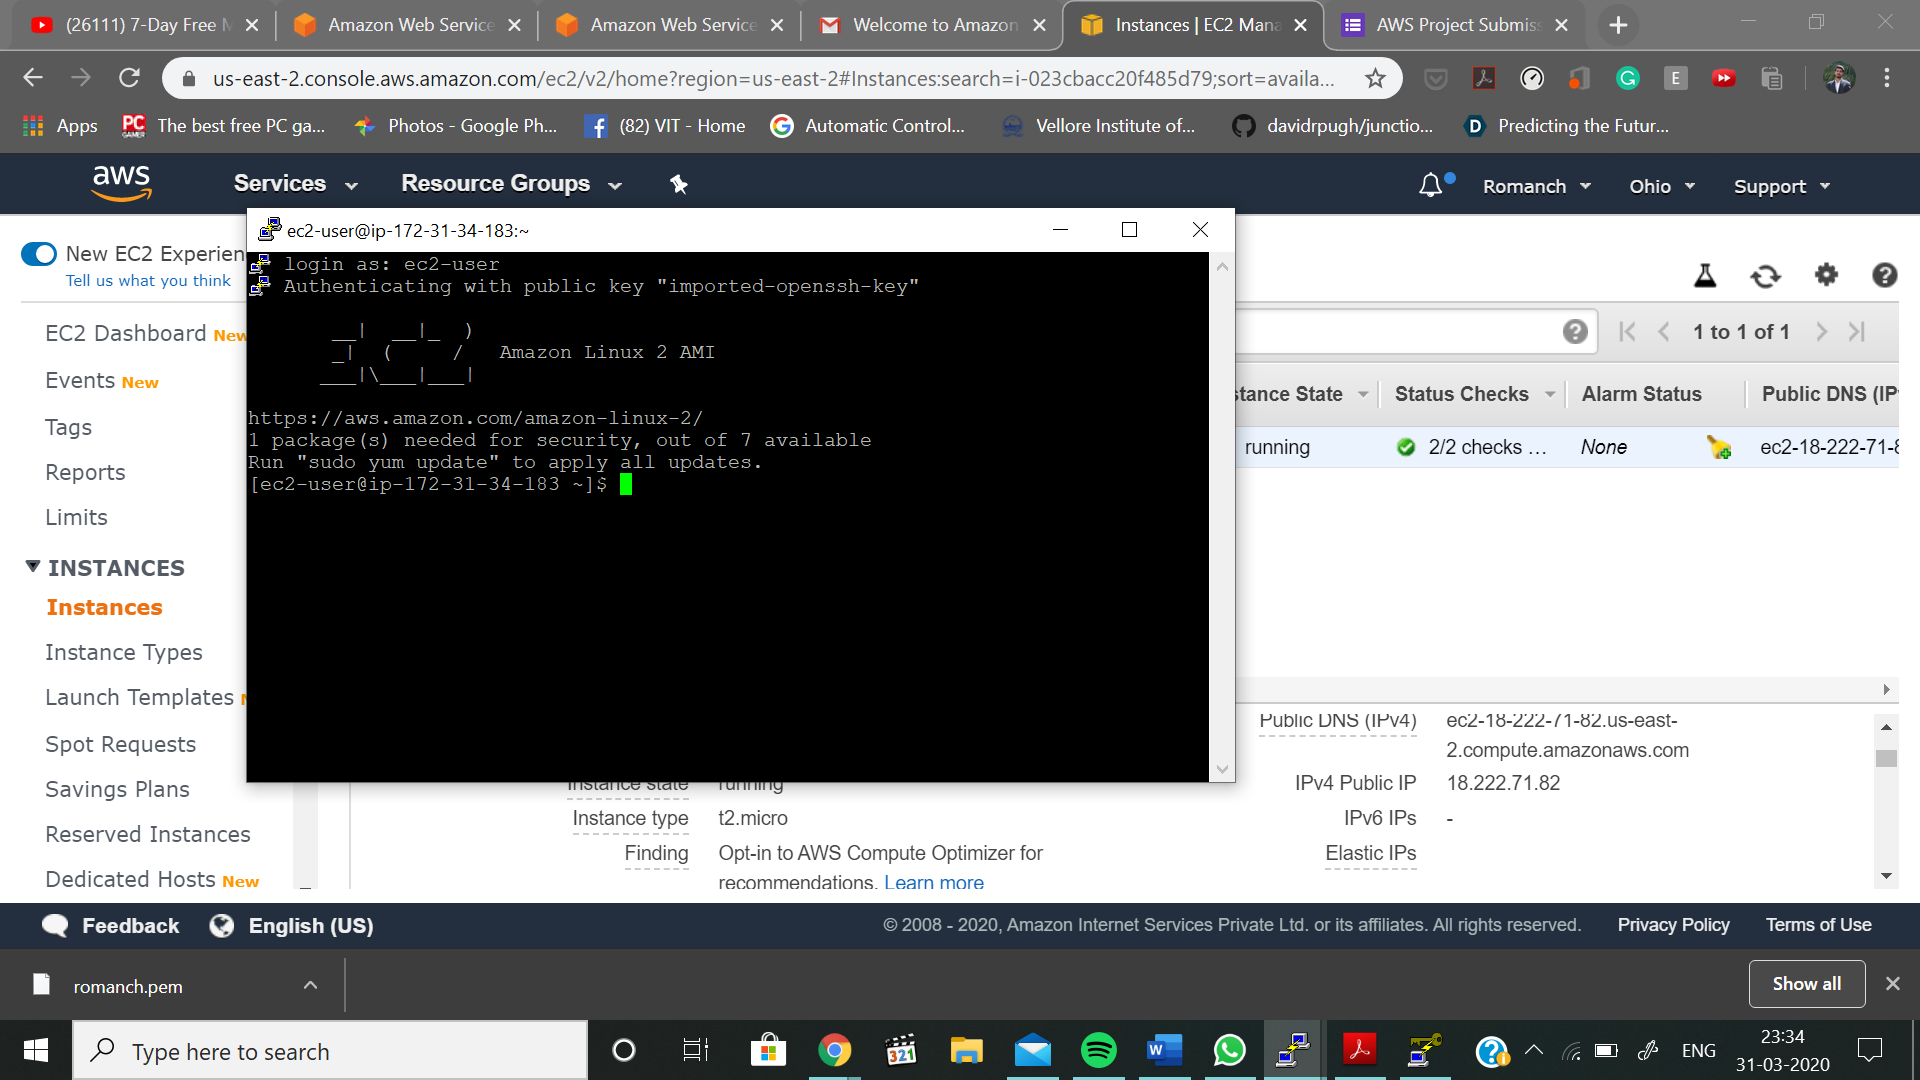 (26111) 7-Day Free M
Amazon Web Service
Amazon Web Service
Welcome to Amazon
Instances | EC2 Mana
AWS Project Submis
us-east-2.console.aws.amazon.com/ec2/v2/home?region=us-east-2#Instances:search=i-023cbacc20f485d79;sort=availa...
Apps
The best free PC ga...
Photos - Google Ph...
(82) VIT - Home
Automatic Control...
Vellore Institute of...
davidrpugh/junctio...
Predicting the Futur...
aws
Services
Resource Groups
Romanch
Ohio
Support
New EC2 Experien
Tell us what you think
EC2 Dashboard New
Events New
Tags
Reports
Limits
INSTANCES
Instances
Instance Types
Launch Templates
Spot Requests
Savings Plans
Reserved Instances
Dedicated Hosts New
ec2-user@ip-172-31-34-183:~
login as: ec2-user
Authenticating with public key "imported-openssh-key"
__|  __|_  )
_|  (     /   Amazon Linux 2 AMI
___|\___|___|
https://aws.amazon.com/amazon-linux-2/
1 package(s) needed for security, out of 7 available
Run "sudo yum update" to apply all updates.
[ec2-user@ip-172-31-34-183 ~]$
1 to 1 of 1
stance State
Status Checks
Alarm Status
Public DNS (IP
running
2/2 checks ...
None
ec2-18-222-71-8
Instance state running
Instance type t2.micro
Finding Opt-in to AWS Compute Optimizer for
recommendations. Learn more
Public DNS (IPv4) ec2-18-222-71-82.us-east-
2.compute.amazonaws.com
IPv4 Public IP 18.222.71.82
IPv6 IPs -
Elastic IPs
Feedback
English (US)
© 2008 - 2020, Amazon Internet Services Private Ltd. or its affiliates. All rights reserved.
Privacy Policy
Terms of Use
romanch.pem
Show all
Type here to search
ENG
23:34
31-03-2020